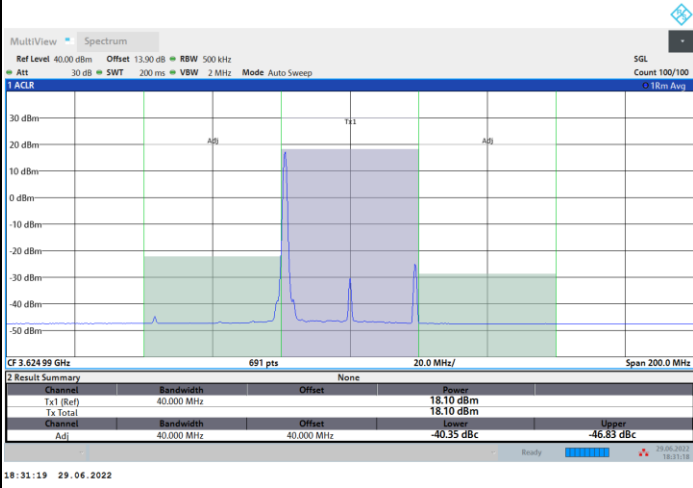 MultiView Spectrum
Ref Level 40.00 dBm Offset 13.90 dB RBW 500 kHz SGL
Att 30 dB SWT 200 ms VBW 2 MHz Mode Auto Sweep Count 100/100
1 ACLR 1Rm Avg
30 dBm
Tx1
20 dBm
Adj Adj
10 dBm
0 dBm
-10 dBm
-20 dBm
-30 dBm
-40 dBm
-50 dBm
CF 3.624 99 GHz 691 pts 20.0 MHz/ Span 200.0 MHz
2 Result Summary None
Channel Bandwidth Offset Power
Tx1 (Ref) 40.000 MHz 18.10 dBm
Tx Total 18.10 dBm
Channel Bandwidth Offset Lower Upper
Adj 40.000 MHz 40.000 MHz -40.35 dBc -46.83 dBc
Ready 29.06.2022
18:31:18
18:31:19 29.06.2022